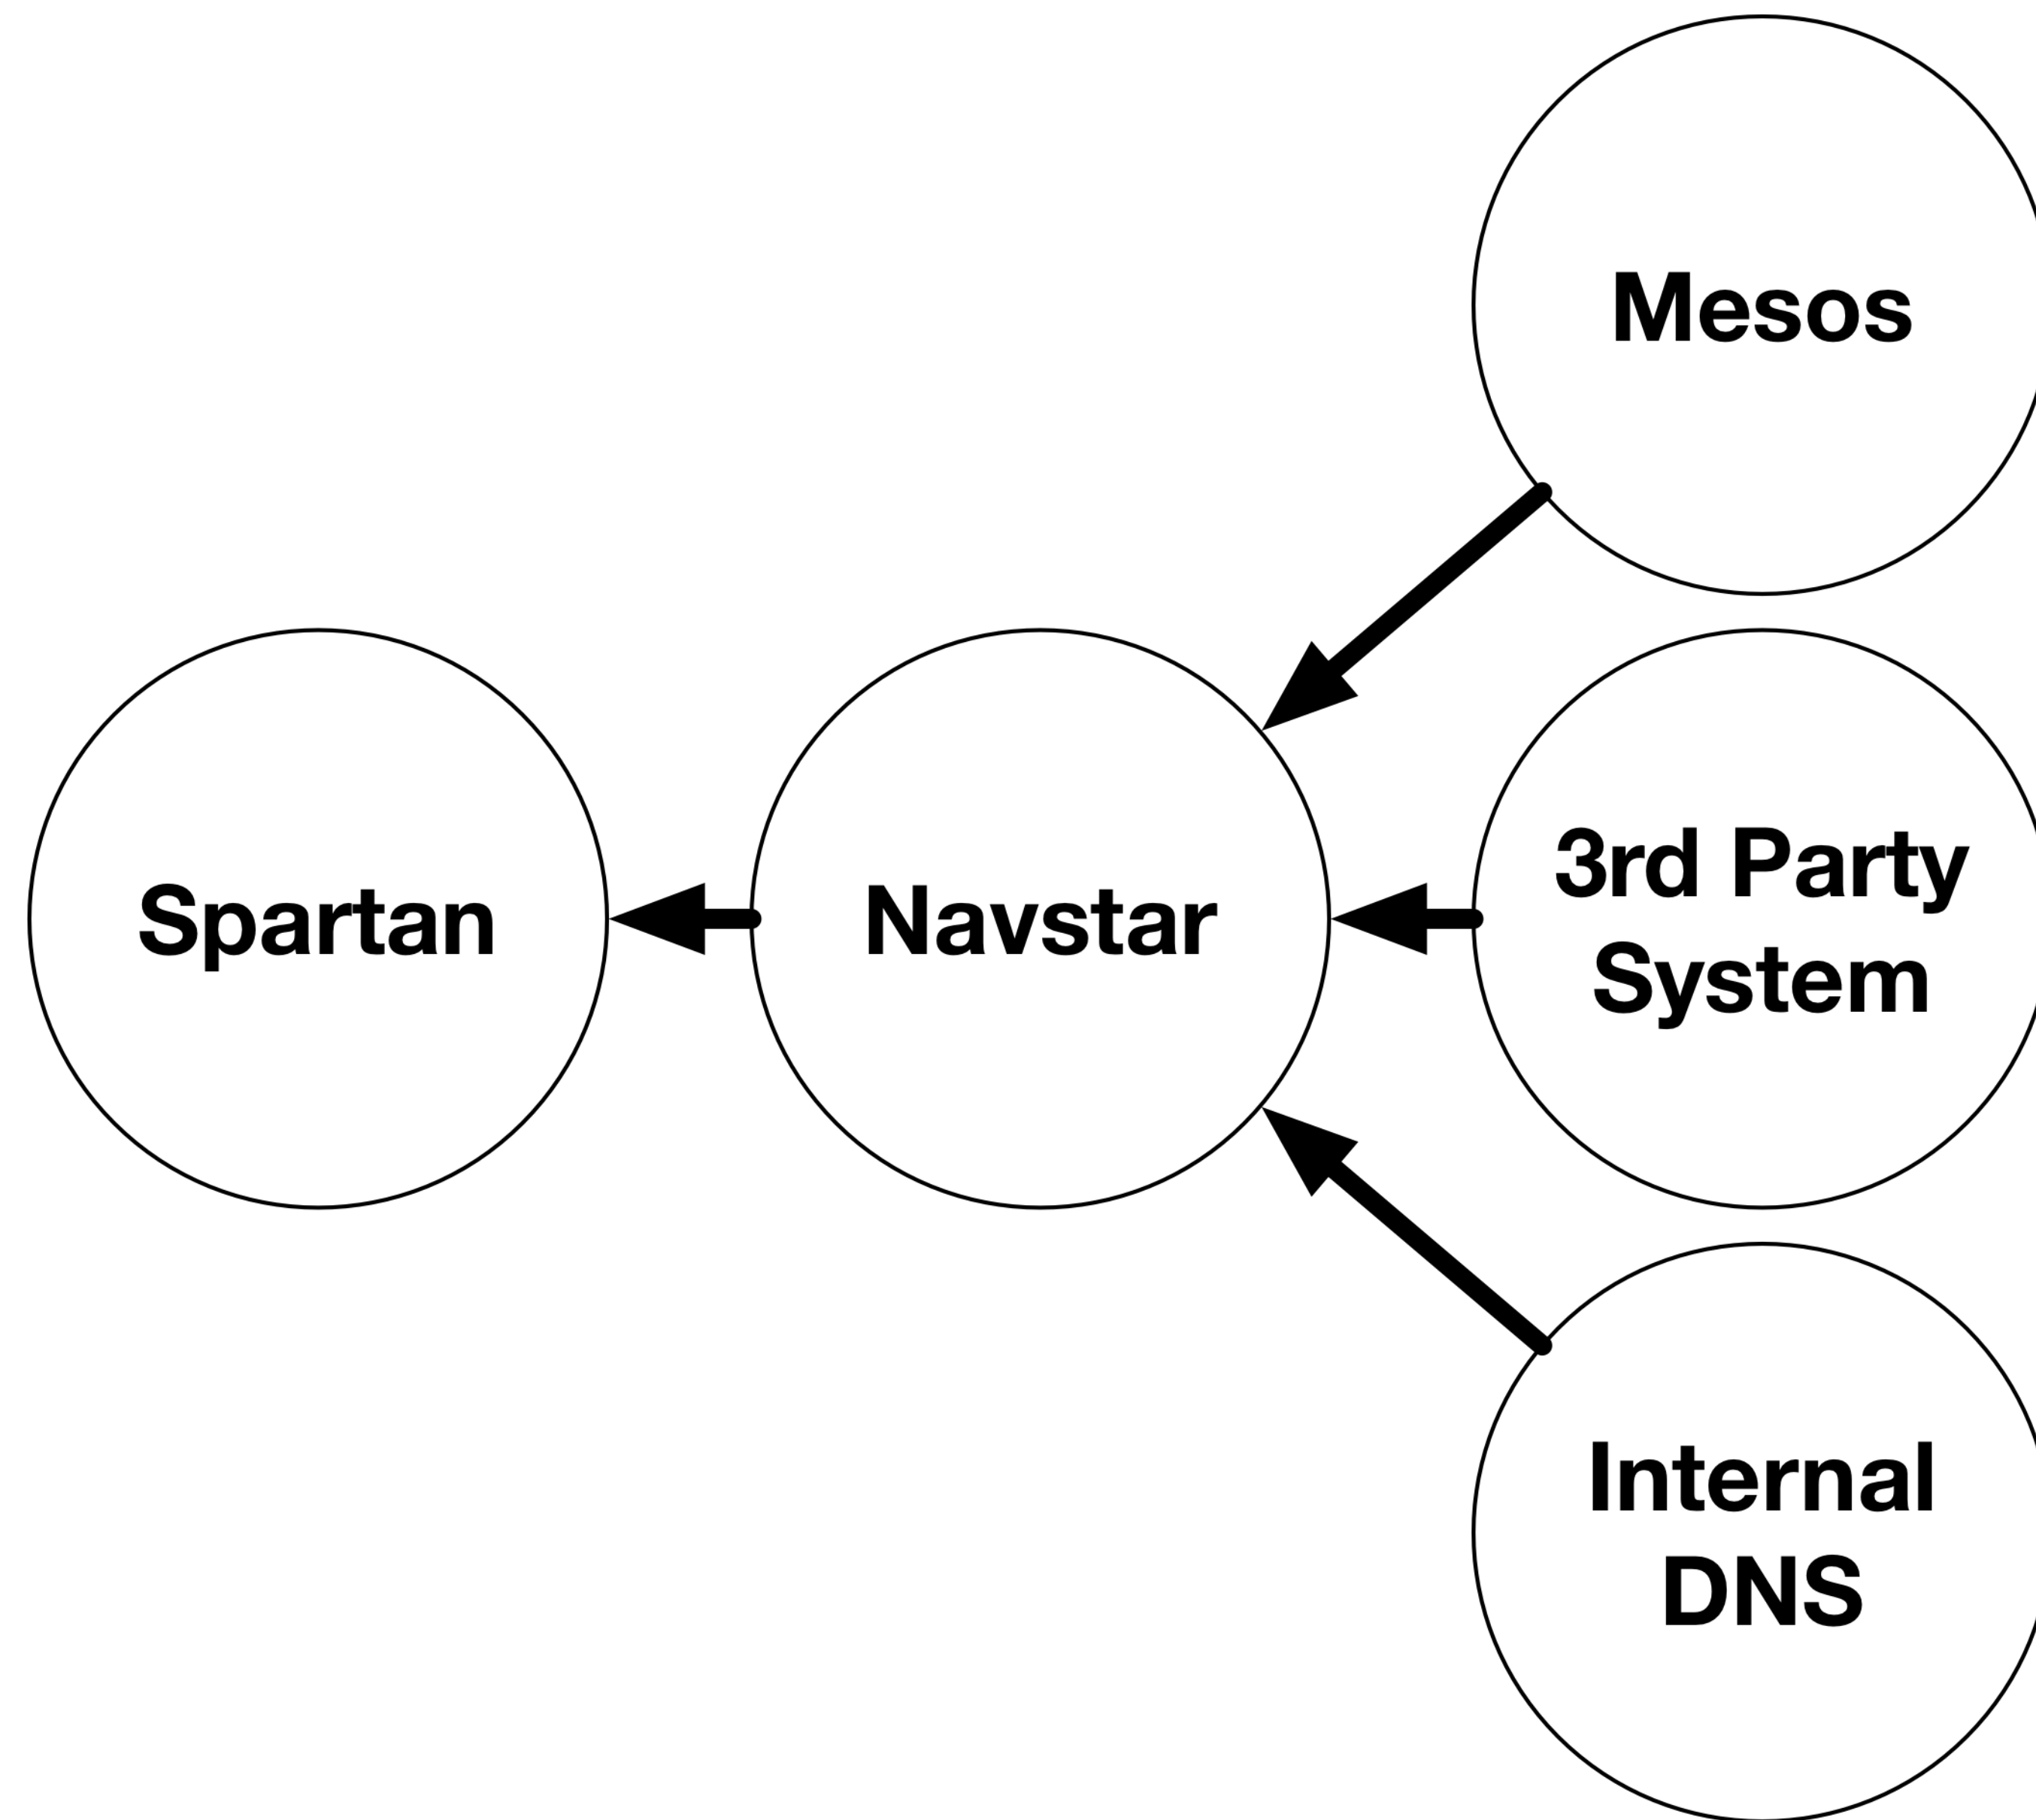 Mesos
Spartan
Navstar
3rd Party
System
Internal
DNS